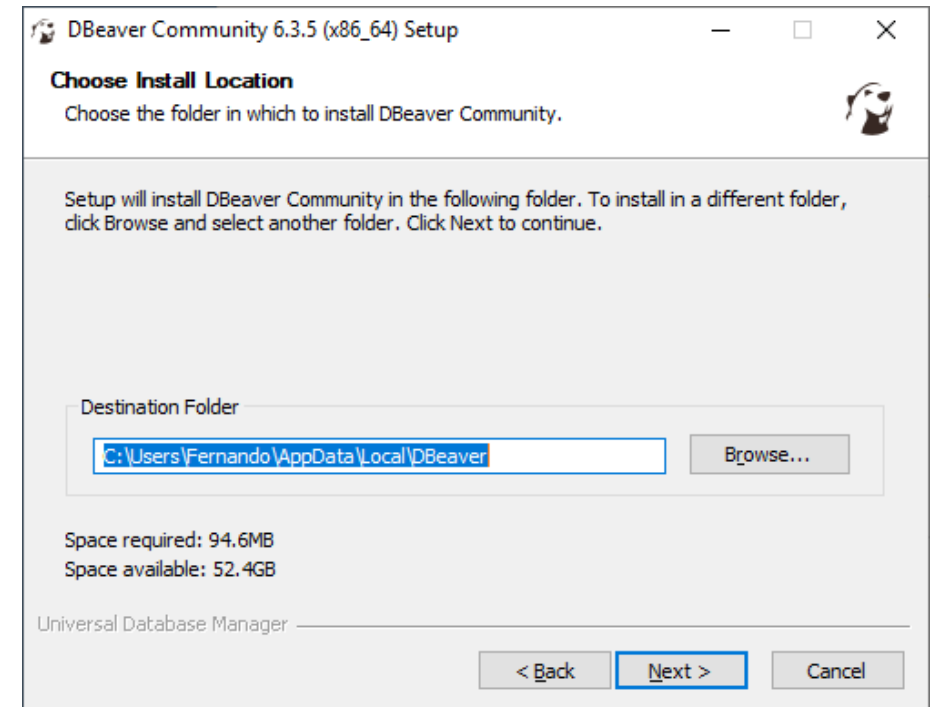 DBeaver Community 6.3.5 (x86_64) Setup
Choose Install Location
Choose the folder in which to install DBeaver Community.
Setup will install DBeaver Community in the following folder. To install in a different folder,
click Browse and select another folder. Click Next to continue.
Destination Folder
C:\Users\Fernando\AppData\Local\DBeaver
Browse...
Space required: 94.6MB
Space available: 52.4GB
Universal Database Manager
< Back Next > Cancel